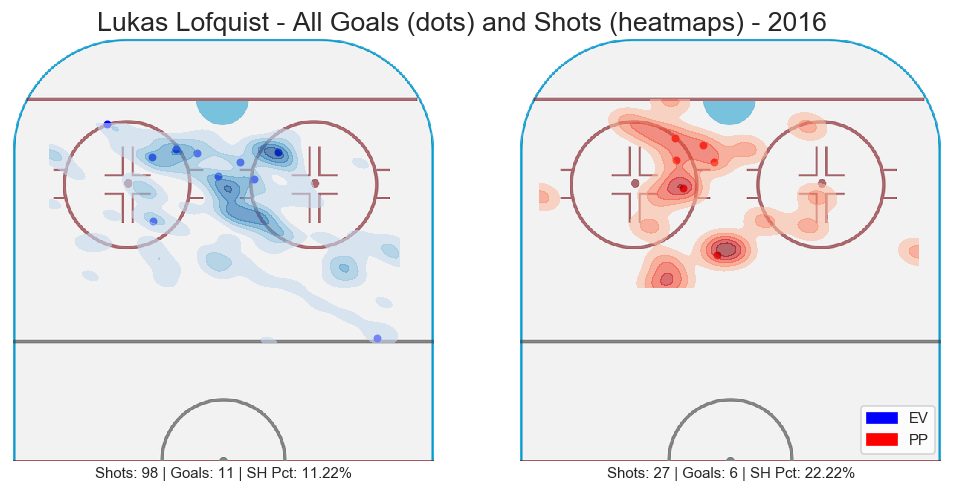 Lukas Lofquist - All Goals (dots) and Shots (heatmaps) - 2016
EV
PP
Shots: 98 | Goals: 11 | SH Pct: 11.22%
Shots: 27 | Goals: 6 | SH Pct: 22.22%